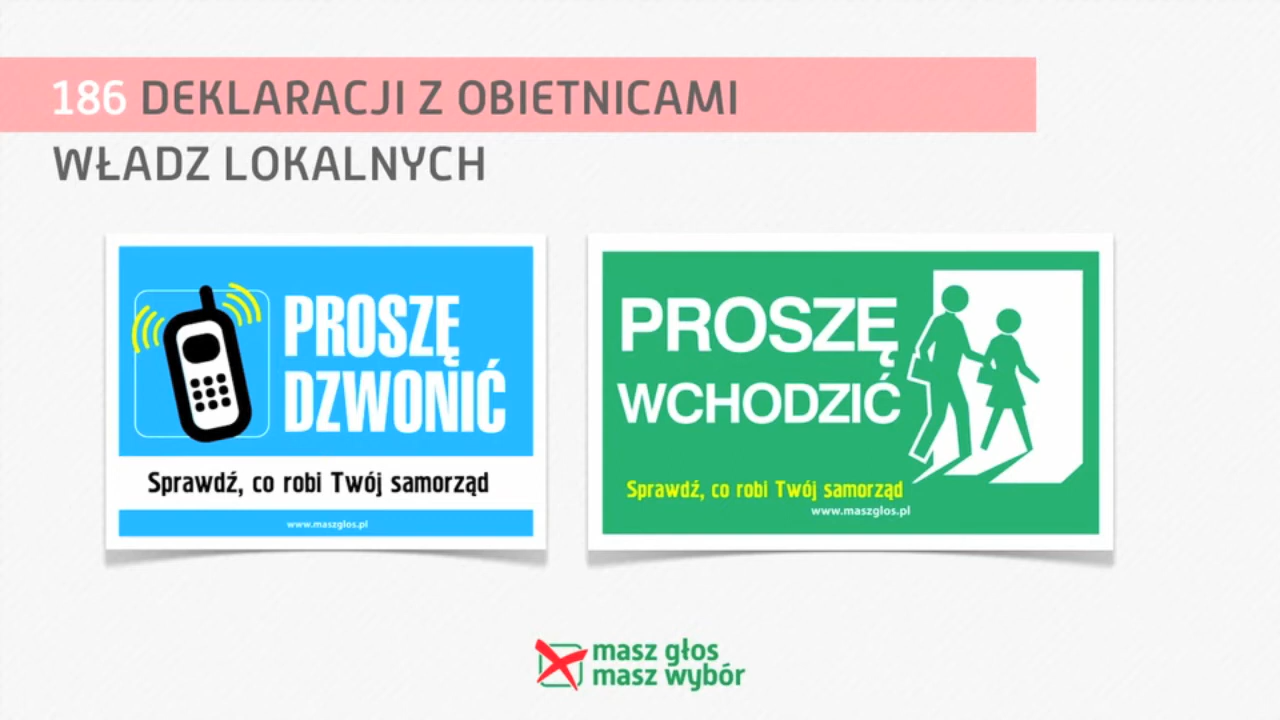 186 DEKLARACJI Z OBIETNICAMI
WŁADZ LOKALNYCH
PROSZĘ
DZWONIĆ
Sprawdź, co robi Twój samorząd
www.maszglos.pl
PROSZĘ
WCHODZIĆ
Sprawdź, co robi Twój samorząd
www.maszglos.pl
masz głos
masz wybór